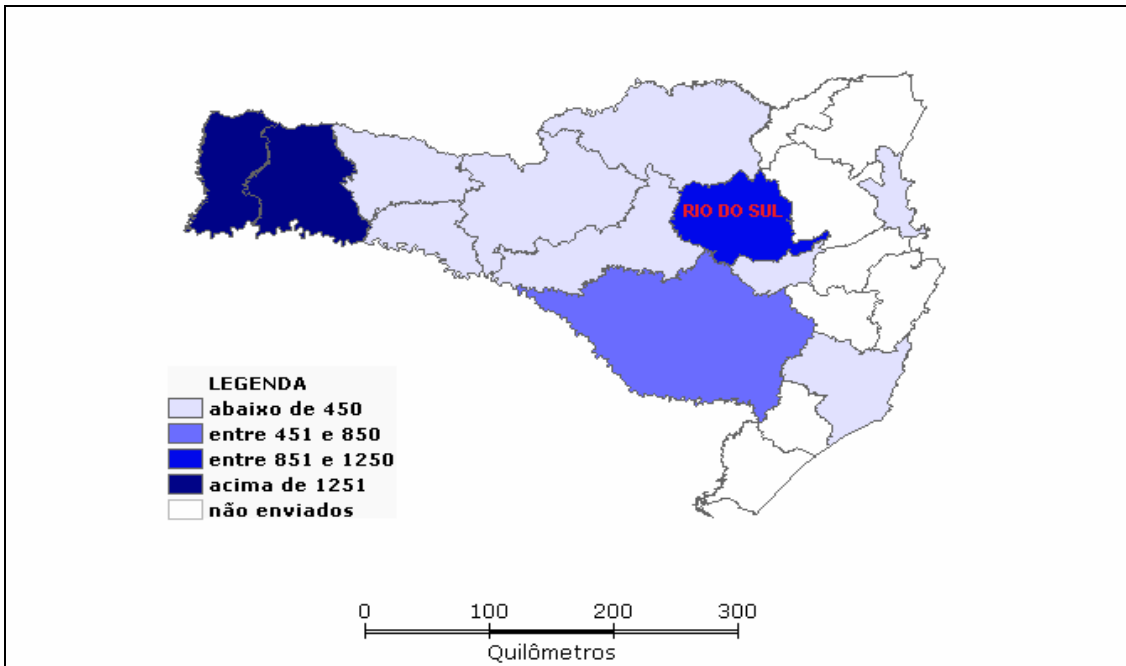 RIO DO SUL
LEGENDA
abaixo de 450
entre 451 e 850
entre 851 e 1250
acima de 1251
não enviados
0 100 200 300
Quilômetros